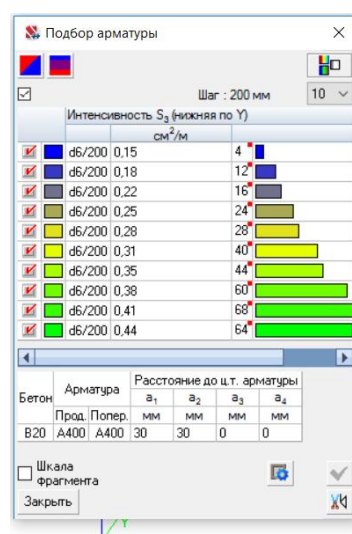 Подбор арматуры
Шаг : 200 мм
10
Интенсивность S3 (нижняя по Y)
см2/м
d6/200 0,15 4
d6/200 0,18 12
d6/200 0,22 16
d6/200 0,25 24
d6/200 0,28 28
d6/200 0,31 40
d6/200 0,35 44
d6/200 0,38 60
d6/200 0,41 68
d6/200 0,44 64
Бетон Арматура Расстояние до ц.т. арматуры
a1 a2 a3 a4
Прод. Попер. мм мм мм мм
B20 A400 A400 30 30 0 0
Шкала
фрагмента
Закрыть
Y